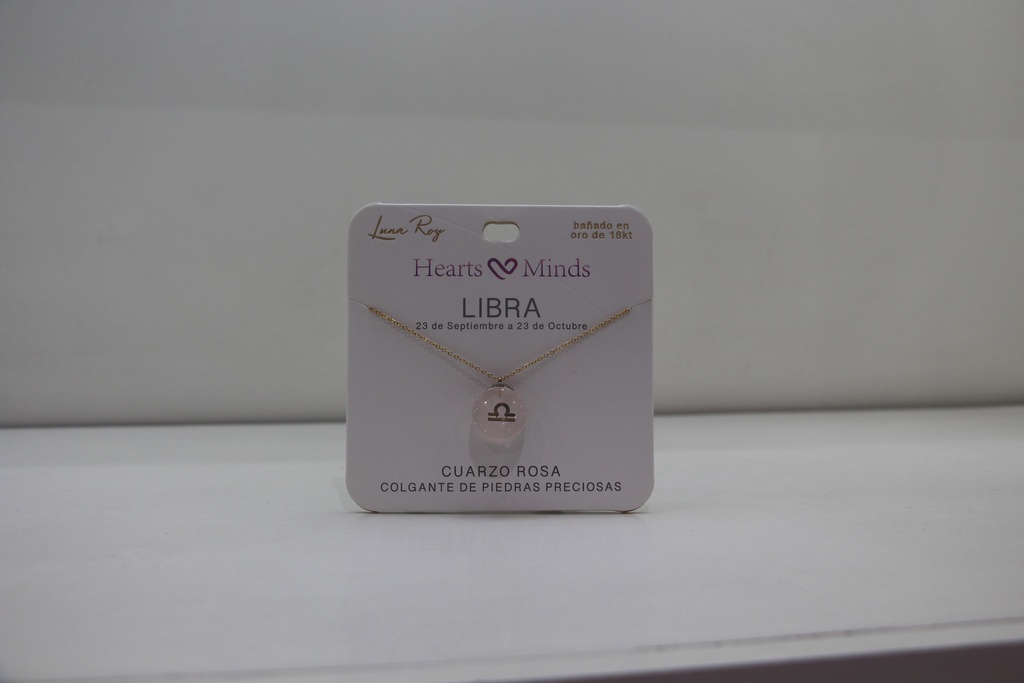 Luna Roy
bañado en
oro de 18kt
Hearts Minds
LIBRA
23 de Septiembre a 23 de Octubre
CUARZO ROSA
COLGANTE DE PIEDRAS PRECIOSAS